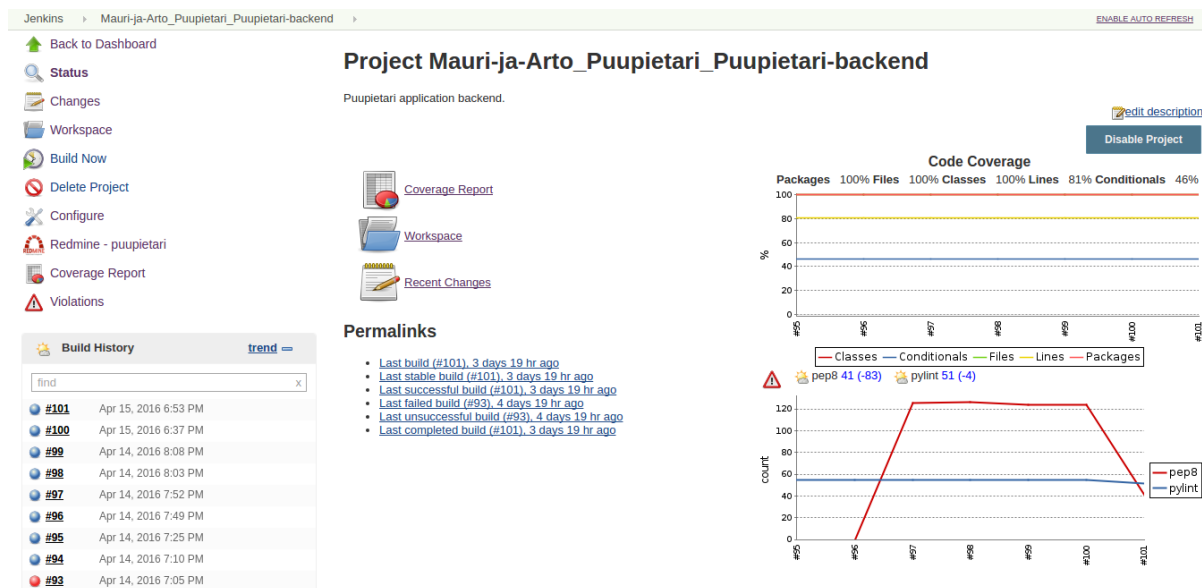 Jenkins Mauri-ja-Arto_Puupietari_Puupietari-backend ENABLE AUTO REFRESH
Back to Dashboard
Status
Changes
Workspace
Build Now
Delete Project
Configure
Redmine - puupietari
Coverage Report
Violations
Build History trend
find x
#101 Apr 15, 2016 6:53 PM
#100 Apr 15, 2016 6:37 PM
#99 Apr 14, 2016 8:08 PM
#98 Apr 14, 2016 8:03 PM
#97 Apr 14, 2016 7:52 PM
#96 Apr 14, 2016 7:49 PM
#95 Apr 14, 2016 7:25 PM
#94 Apr 14, 2016 7:10 PM
#93 Apr 14, 2016 7:05 PM
Project Mauri-ja-Arto_Puupietari_Puupietari-backend
Puupietari application backend.
edit description
Disable Project
Coverage Report
Workspace
Recent Changes
Permalinks
Last build (#101), 3 days 19 hr ago
Last stable build (#101), 3 days 19 hr ago
Last successful build (#101), 3 days 19 hr ago
Last failed build (#93), 4 days 19 hr ago
Last unsuccessful build (#93), 4 days 19 hr ago
Last completed build (#101), 3 days 19 hr ago
Code Coverage
Packages 100% Files 100% Classes 100% Lines 81% Conditionals 46%
100
80
60
40
20
0
%
#95 #96 #97 #98 #99 #100 #101
Classes Conditionals Files Lines Packages
pep8 41 (-83) pylint 51 (-4)
120
100
80
60
40
20
0
count
#95 #96 #97 #98 #99 #100 #101
pep8
pylint